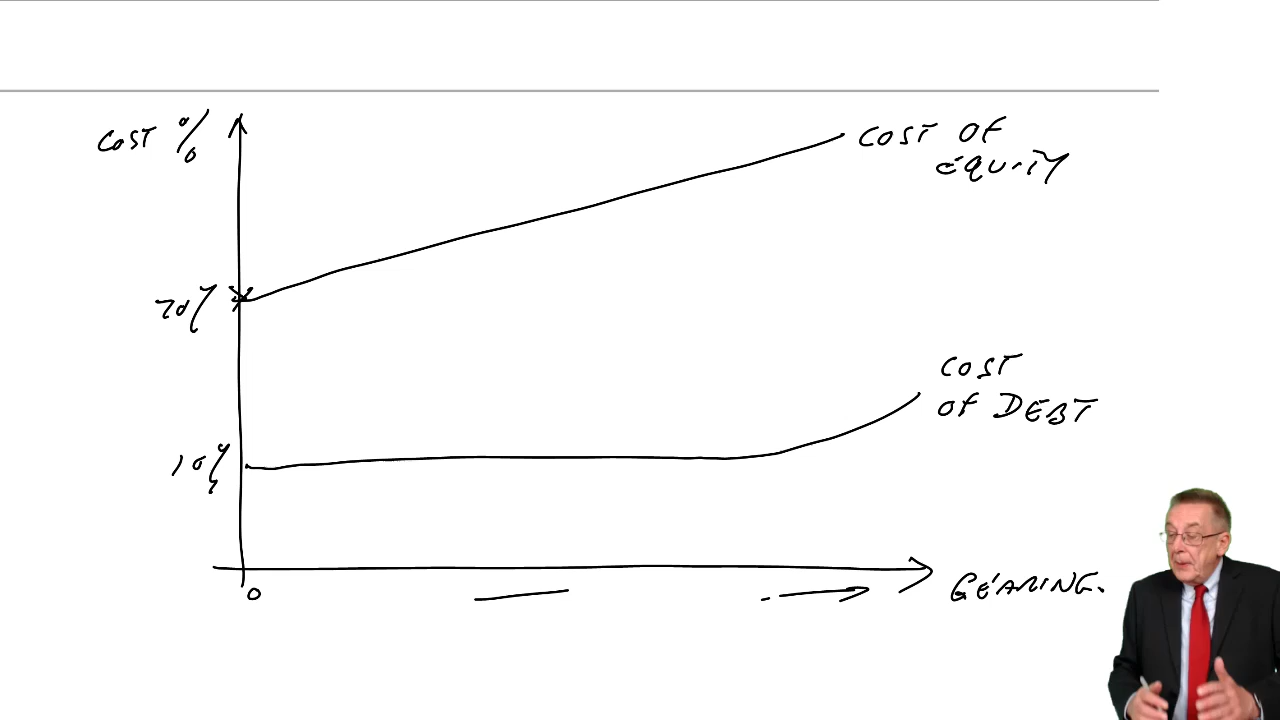 COST %
COST OF
EQUITY
20%
COST
OF DEBT
10%
0
GEARING.